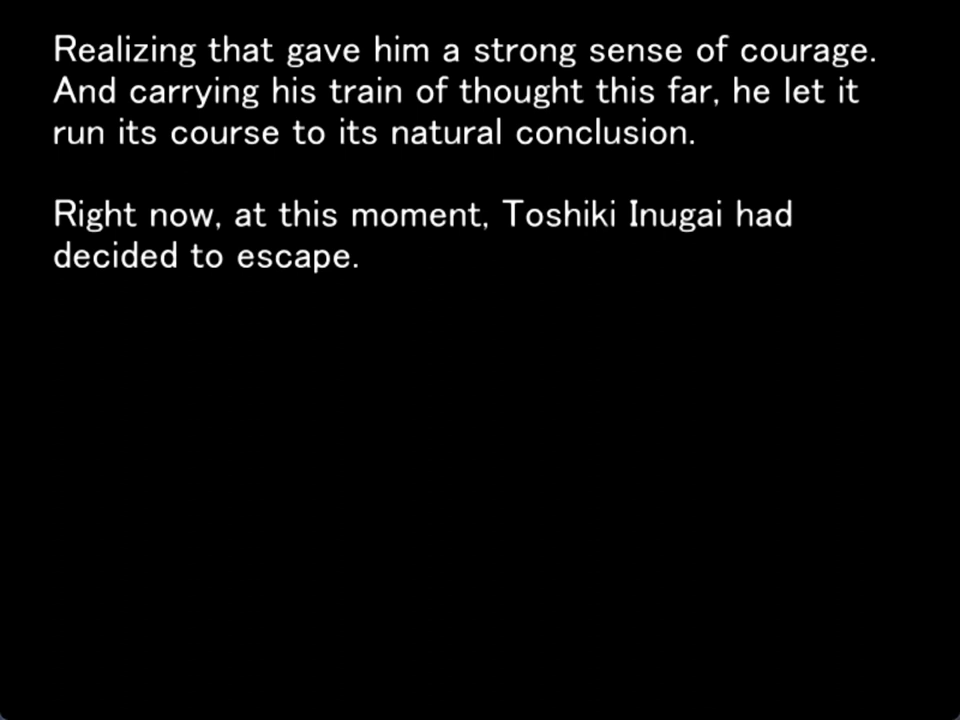 Realizing that gave him a strong sense of courage.
And carrying his train of thought this far, he let it
run its course to its natural conclusion.
Right now, at this moment, Toshiki Inugai had
decided to escape.